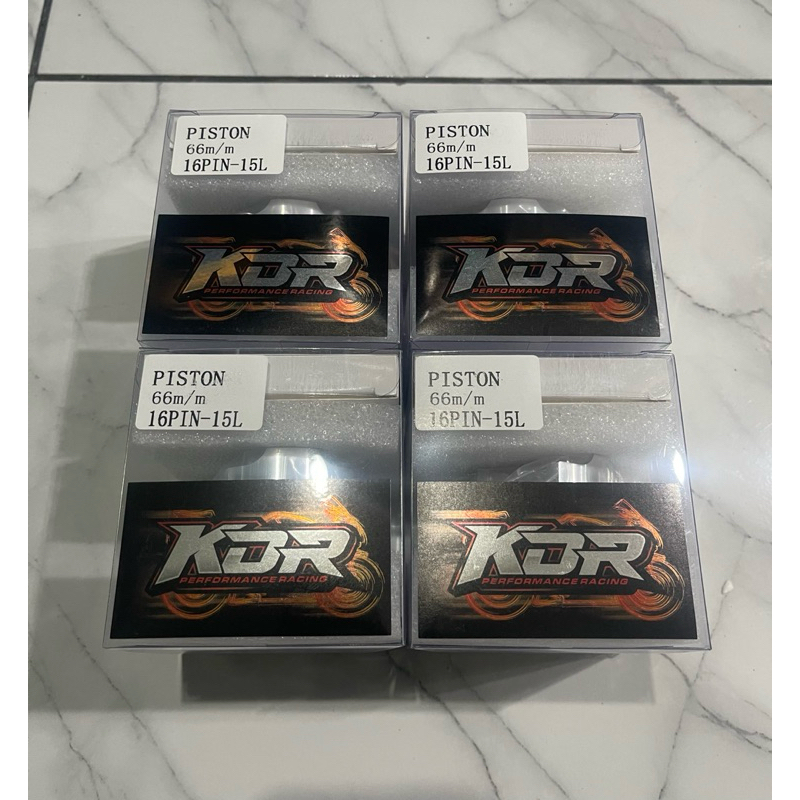 PISTON
66m/m
16PIN-15L
KDR
PERFORMANCE RACING
PISTON
66m/m
16PIN-15L
KDR
PERFORMANCE RACING
PISTON
66m/m
16PIN-15L
KDR
PERFORMANCE RACING
PISTON
66m/m
16PIN-15L
KDR
PERFORMANCE RACING